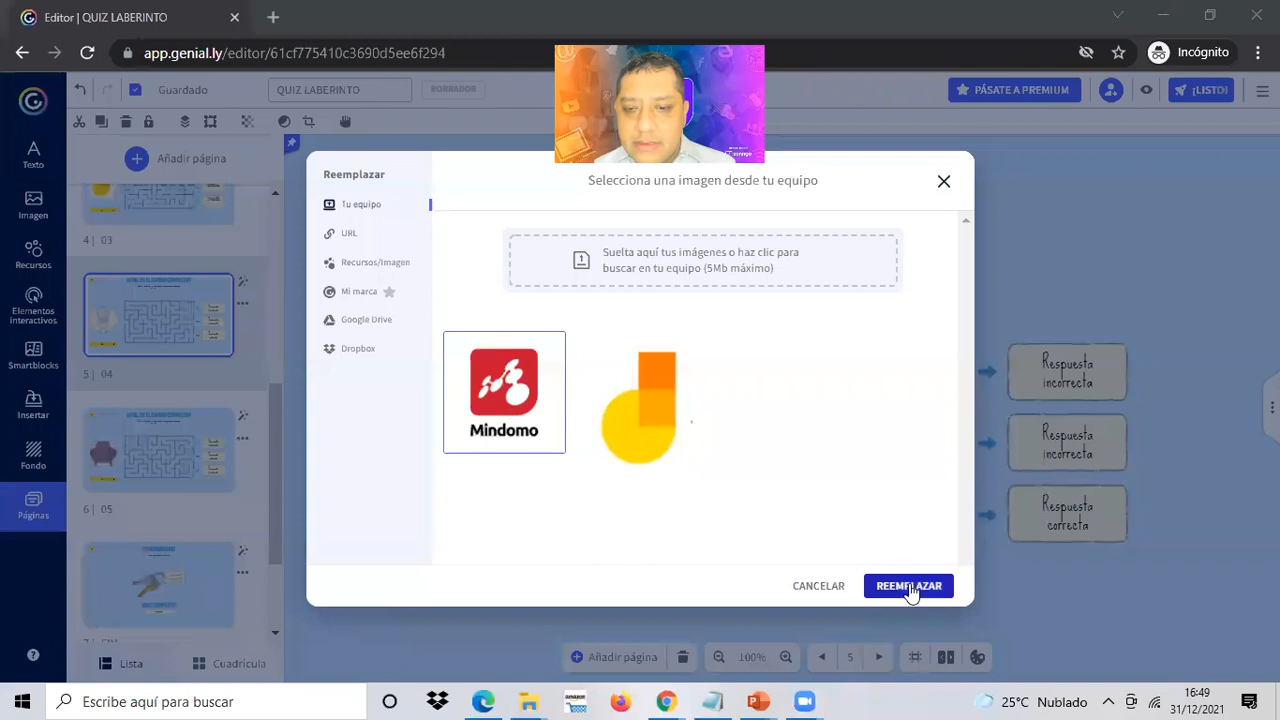 QUIZ LABERINTO
app.genial.ly/editor/61cf775410c3690d5ee6f294
Incógnito
Guardado
QUIZ LABERINTO
BORRADOR
PÁSATE A PREMIUM
¡LISTO!
Texto
Imagen
Recursos
Elementos
interactivos
Smartblocks
Insertar
Fondo
Páginas
Añadir página
4 | 03
5 | 04
6 | 05
Lista
Cuadrícula
Reemplazar
Tu equipo
URL
Recursos/Imagen
Mi marca
Google Drive
Dropbox
Selecciona una imagen desde tu equipo
Suelta aquí tus imágenes o haz clic para
buscar en tu equipo (5Mb máximo)
Mindomo
CANCELAR
REEMPLAZAR
Respuesta
incorrecta
Respuesta
incorrecta
Respuesta
correcta
Añadir página
100%
5
Escribe aquí para buscar
25°C Nublado
16:49
31/12/2021